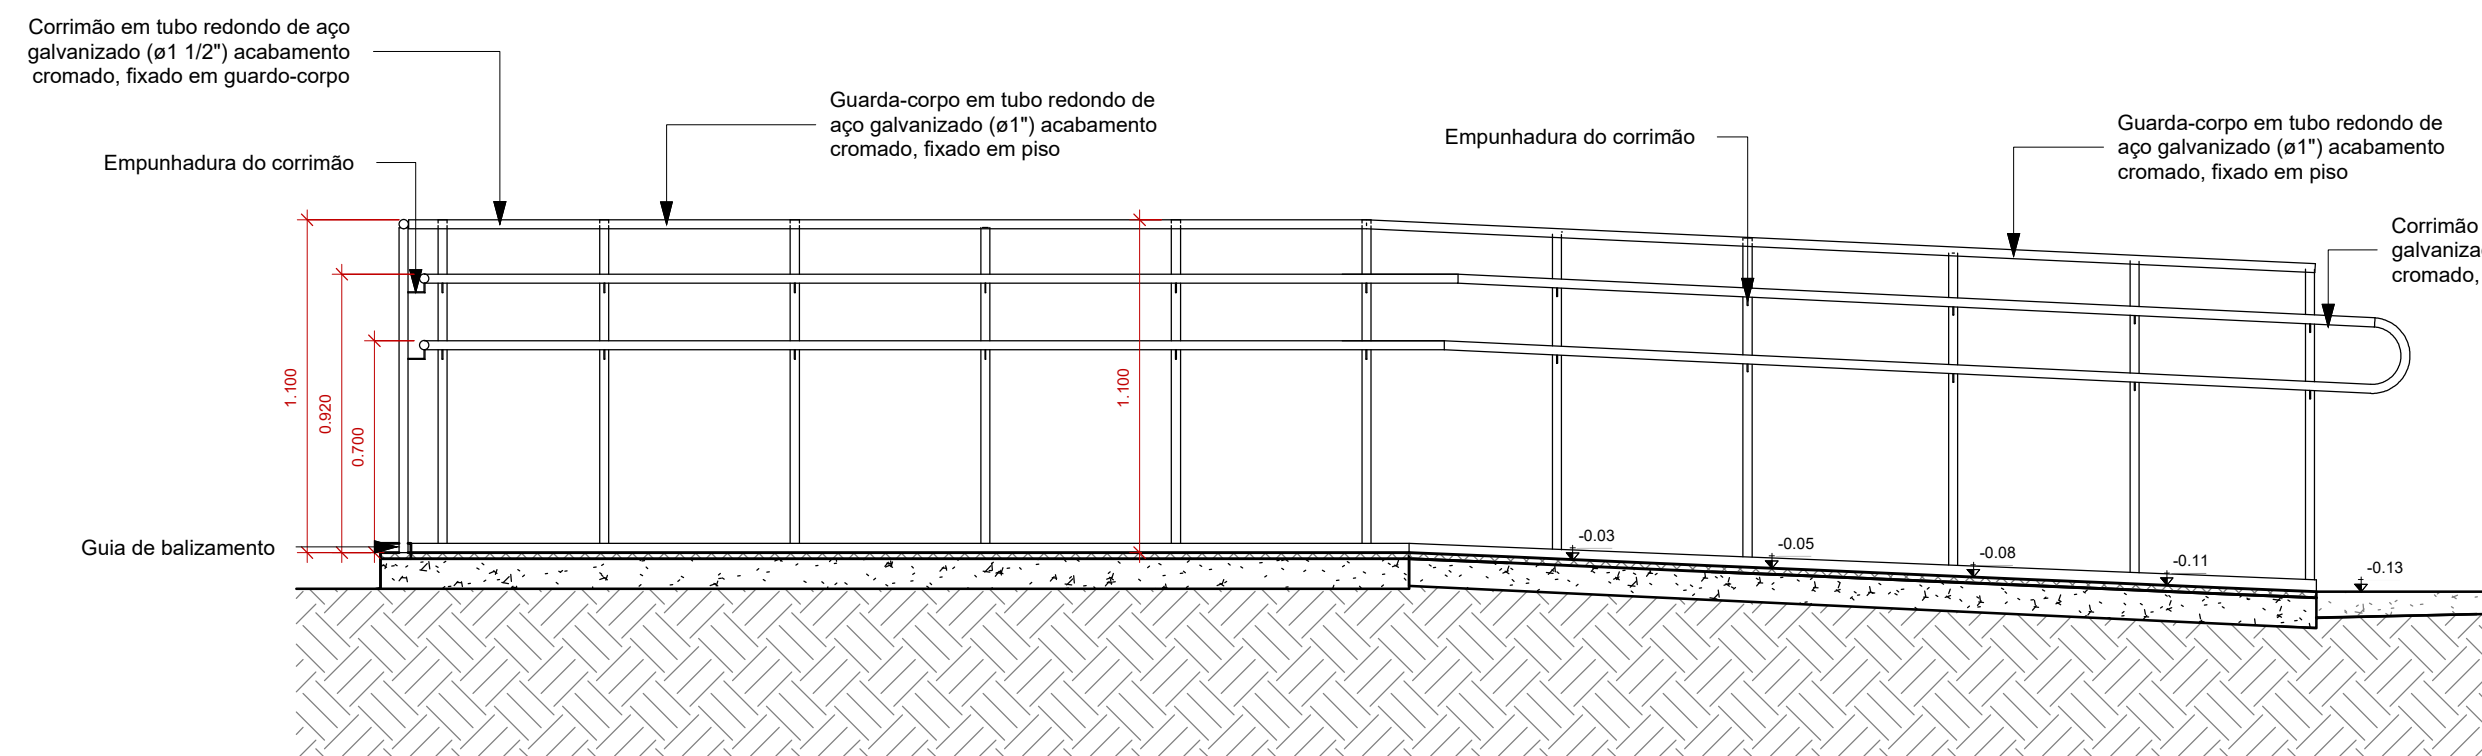 Corrimão em tubo redondo de aço
galvanizado (ø1 1/2") acabamento
cromado, fixado em guardo-corpo
Guarda-corpo em tubo redondo de
aço galvanizado (ø1") acabamento
cromado, fixado em piso
Empunhadura do corrimão
Guarda-corpo em tubo redondo de
aço galvanizado (ø1") acabamento
cromado, fixado em piso
Empunhadura do corrimão
Corrimão
galvaniza
cromado,
1.100
0.920
0.700
1.100
Guia de balizamento
-0.03
-0.05
-0.08
-0.11
-0.13